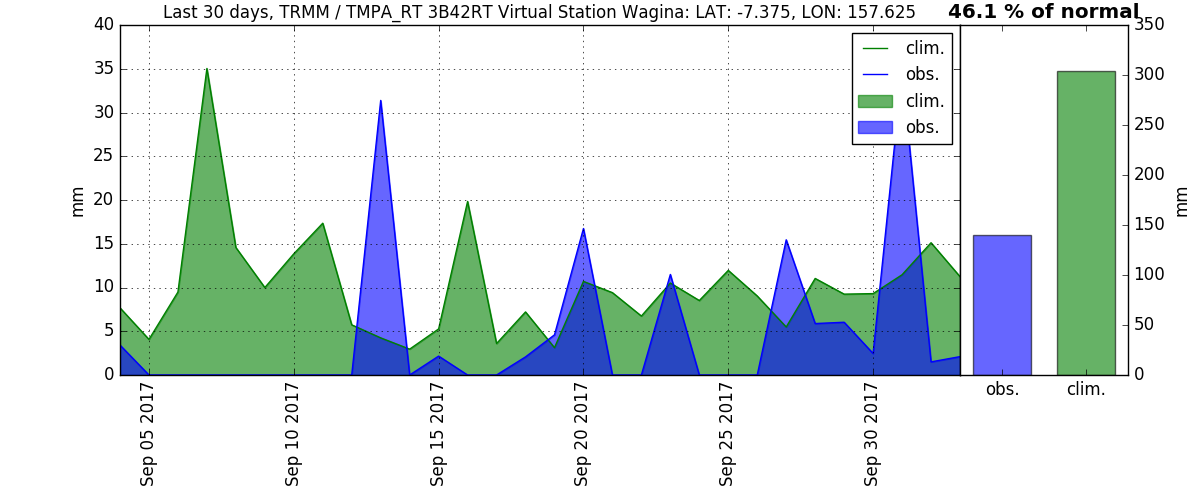 Last 30 days, TRMM / TMPA_RT 3B42RT Virtual Station Wagina: LAT: -7.375, LON: 157.625
46.1 % of normal
40
35
30
25
20
15
10
5
0
mm
clim.
obs.
clim.
obs.
350
300
250
200
150
100
50
0
mm
Sep 05 2017
Sep 10 2017
Sep 15 2017
Sep 20 2017
Sep 25 2017
Sep 30 2017
obs.
clim.